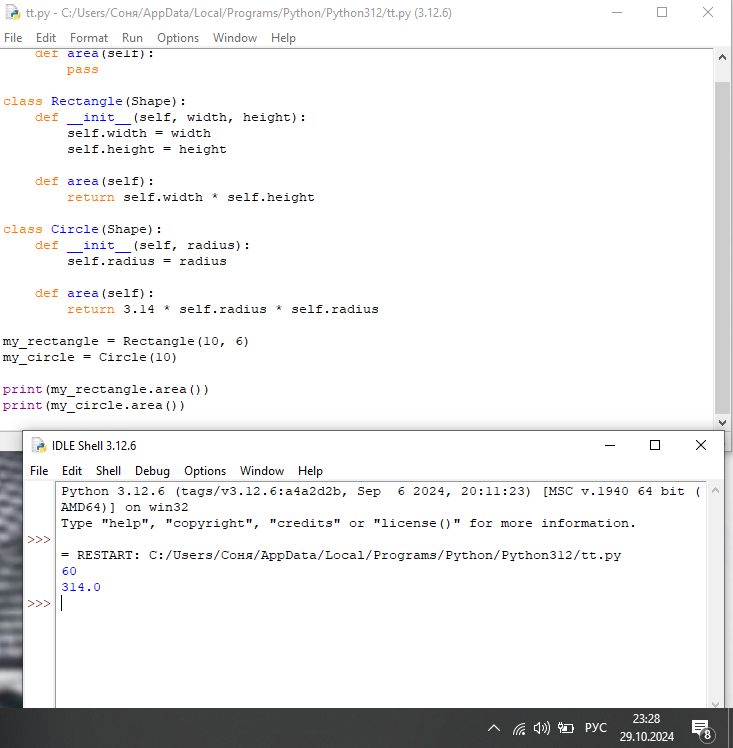 tt.py - C:/Users/Соня/AppData/Local/Programs/Python/Python312/tt.py (3.12.6)
File Edit Format Run Options Window Help
    def area(self):
        pass

class Rectangle(Shape):
    def __init__(self, width, height):
        self.width = width
        self.height = height

    def area(self):
        return self.width * self.height

class Circle(Shape):
    def __init__(self, radius):
        self.radius = radius

    def area(self):
        return 3.14 * self.radius * self.radius

my_rectangle = Rectangle(10, 6)
my_circle = Circle(10)

print(my_rectangle.area())
print(my_circle.area())
IDLE Shell 3.12.6
File Edit Shell Debug Options Window Help
Python 3.12.6 (tags/v3.12.6:a4a2d2b, Sep  6 2024, 20:11:23) [MSC v.1940 64 bit (
AMD64)] on win32
Type "help", "copyright", "credits" or "license()" for more information.
>>>
= RESTART: C:/Users/Соня/AppData/Local/Programs/Python/Python312/tt.py
60
314.0
>>>
РУС
23:28
29.10.2024
8